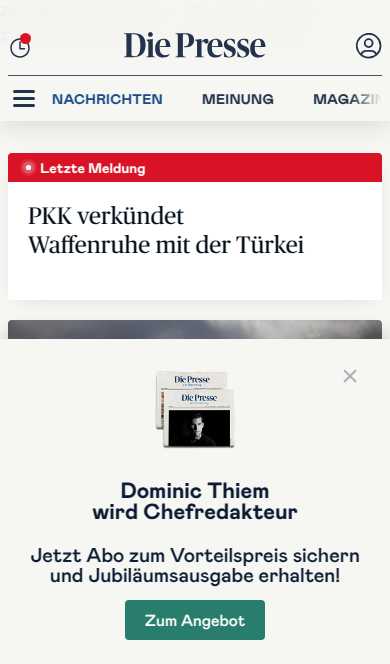 Die Presse
NACHRICHTEN MEINUNG MAGAZIN
Letzte Meldung
PKK verkündet
Waffenruhe mit der Türkei
Die Presse
Die Presse
Dominic Thiem
wird Chefredakteur
Jetzt Abo zum Vorteilspreis sichern
und Jubiläumsausgabe erhalten!
Zum Angebot